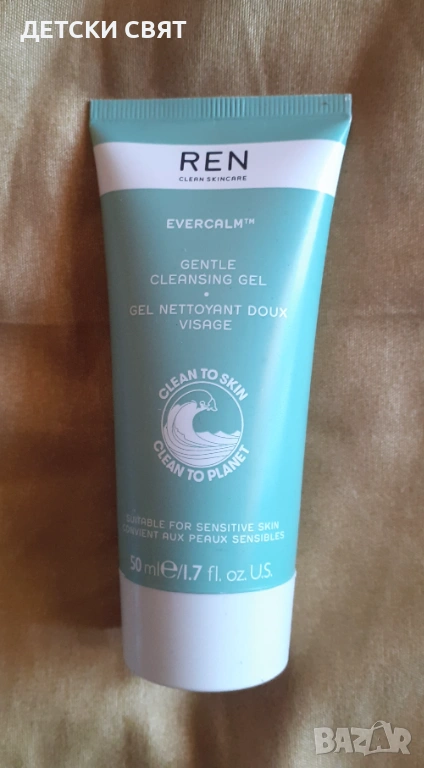 ДЕТСКИ СВЯТ
REN
CLEAN SKINCARE
EVERCALM™
GENTLE
CLEANSING GEL
•
GEL NETTOYANT DOUX
VISAGE
CLEAN TO SKIN
CLEAN TO PLANET
SUITABLE FOR SENSITIVE SKIN
CONVIENT AUX PEAUX SENSIBLES
50 ml℮/1.7 fl. oz. U.S.
BAZAR